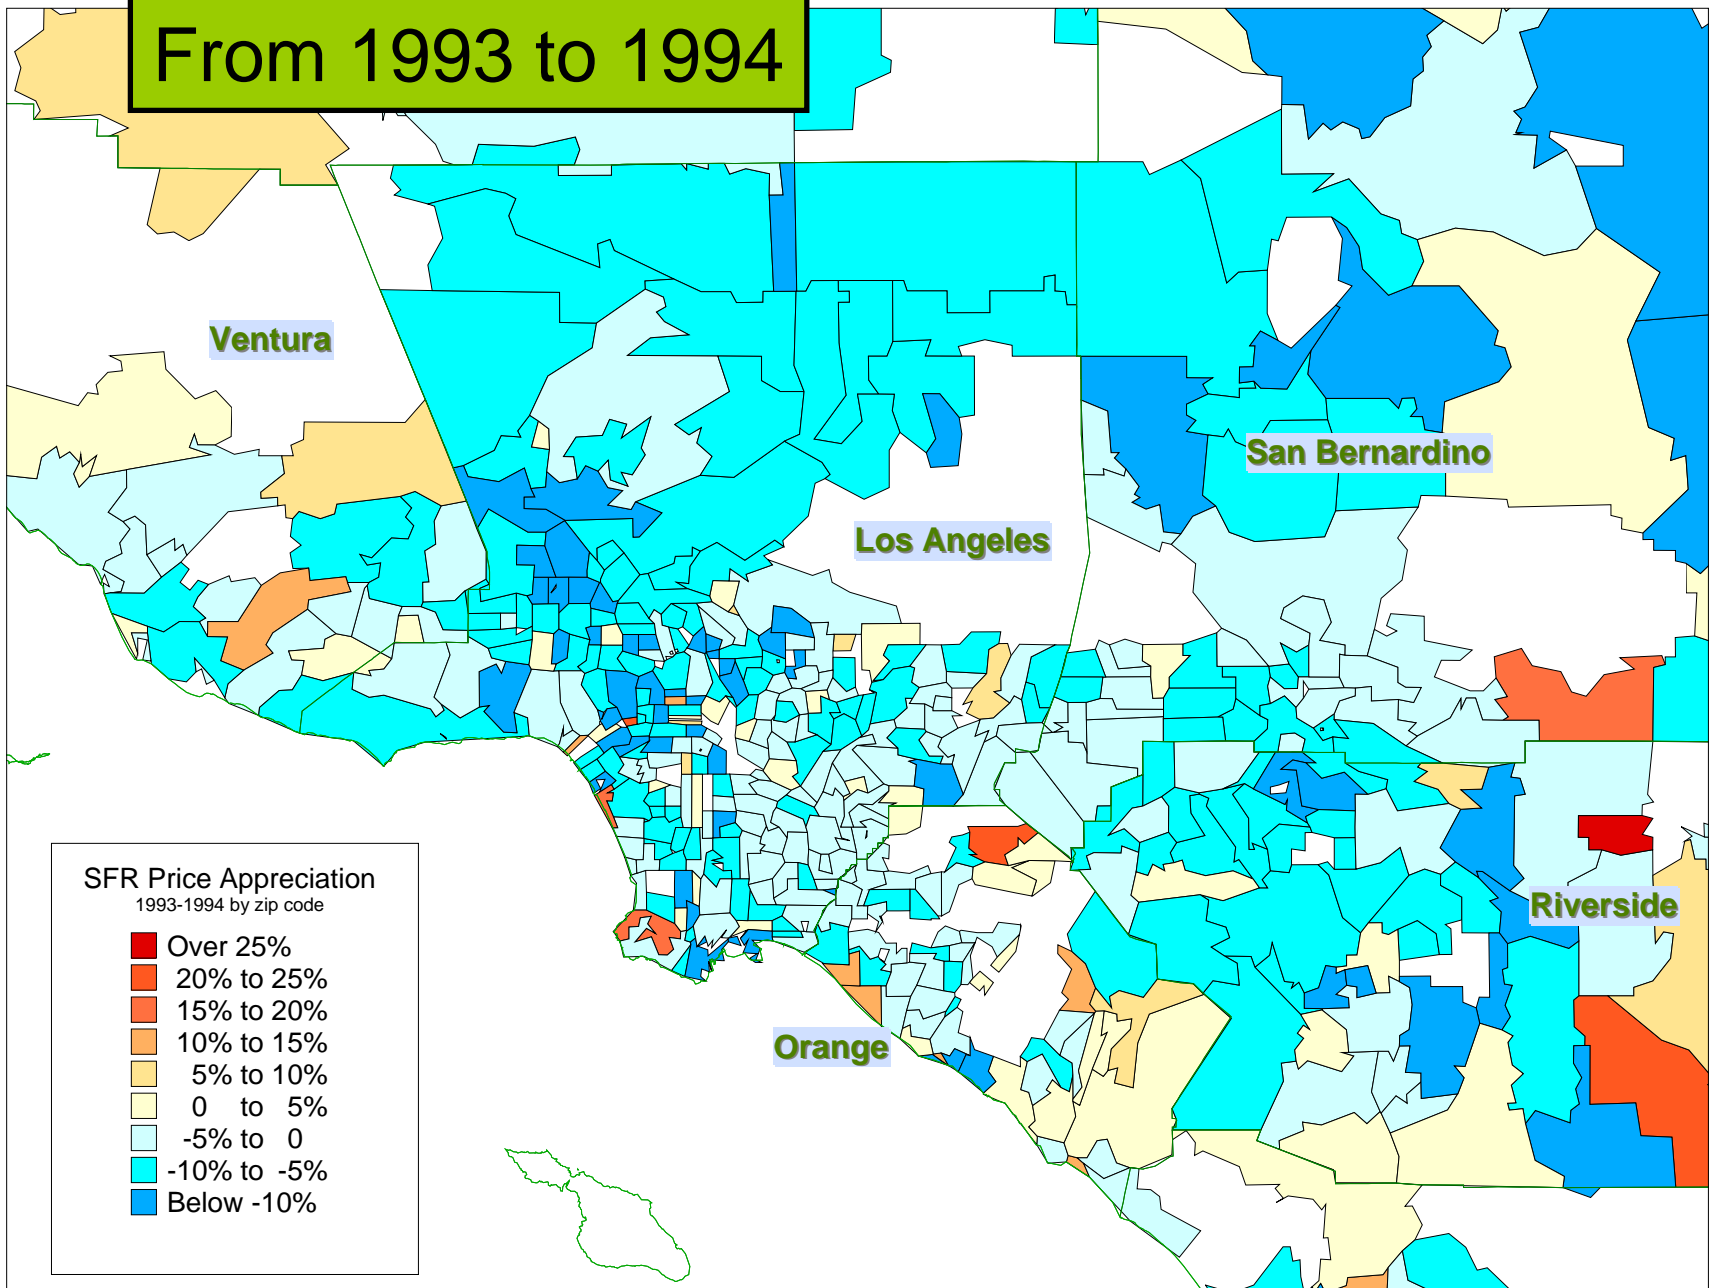 From 1993 to 1994
Ventura
San Bernardino
Los Angeles
Riverside
Orange
SFR Price Appreciation
1993-1994 by zip code
Over 25%
20% to 25%
15% to 20%
10% to 15%
5% to 10%
0 to 5%
-5% to 0
-10% to -5%
Below -10%